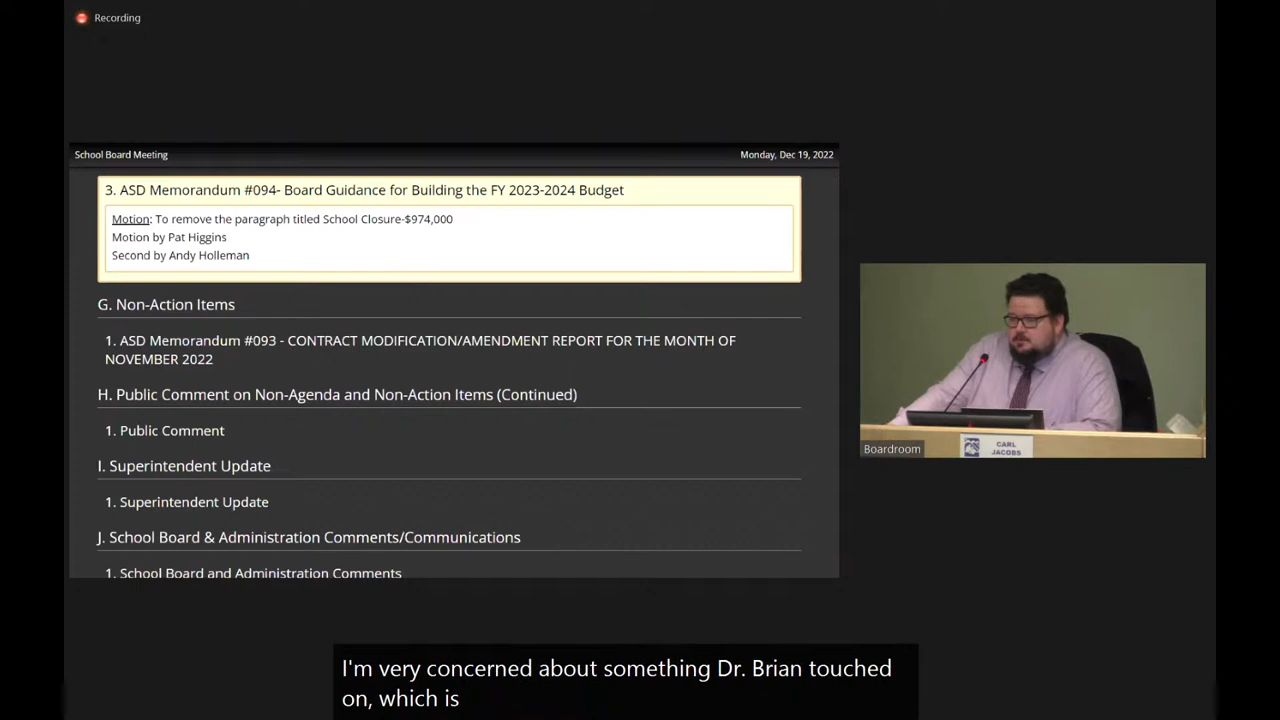 Recording
School Board Meeting
Monday, Dec 19, 2022
3. ASD Memorandum #094- Board Guidance for Building the FY 2023-2024 Budget
Motion: To remove the paragraph titled School Closure-$974,000
Motion by Pat Higgins
Second by Andy Holleman
G. Non-Action Items
1. ASD Memorandum #093 - CONTRACT MODIFICATION/AMENDMENT REPORT FOR THE MONTH OF
NOVEMBER 2022
H. Public Comment on Non-Agenda and Non-Action Items (Continued)
1. Public Comment
I. Superintendent Update
1. Superintendent Update
J. School Board & Administration Comments/Communications
1. School Board and Administration Comments
CARL
JACOBS
Boardroom
I'm very concerned about something Dr. Brian touched
on, which is